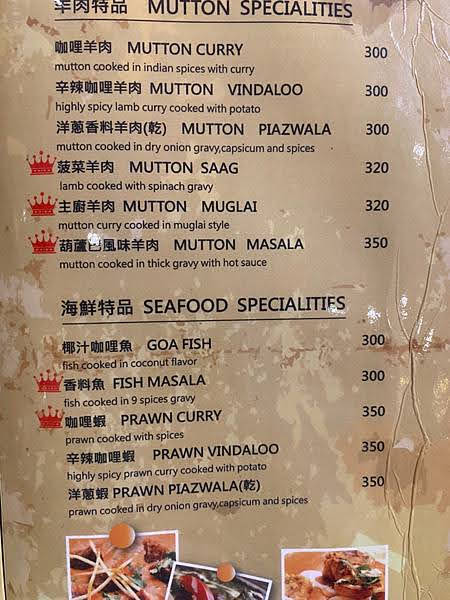 羊肉特品 MUTTON SPECIALITIES
咖哩羊肉 MUTTON CURRY 300
mutton cooked in indian spices with curry
辛辣咖哩羊肉 MUTTON VINDALOO 300
highly spicy lamb curry cooked with potato
洋蔥香料羊肉(乾) MUTTON PIAZWALA 300
mutton cooked in dry onion gravy,capsicum and spices
菠菜羊肉 MUTTON SAAG 320
lamb cooked with spinach gravy
主廚羊肉 MUTTON MUGLAI 320
mutton curry cooked in muglai style
葫蘆巴風味羊肉 MUTTON MASALA 350
mutton cooked in thick gravy with hot sauce
海鮮特品 SEAFOOD SPECIALITIES
椰汁咖哩魚 GOA FISH 300
fish cooked in coconut flavor
香料魚 FISH MASALA 300
fish cooked in 9 spices gravy
咖哩蝦 PRAWN CURRY 350
prawn cooked with spices
辛辣咖哩蝦 PRAWN VINDALOO 350
highly spicy prawn curry cooked with potato
洋蔥蝦 PRAWN PIAZWALA(乾) 350
prawn cooked in dry onion gravy,capsicum and spices